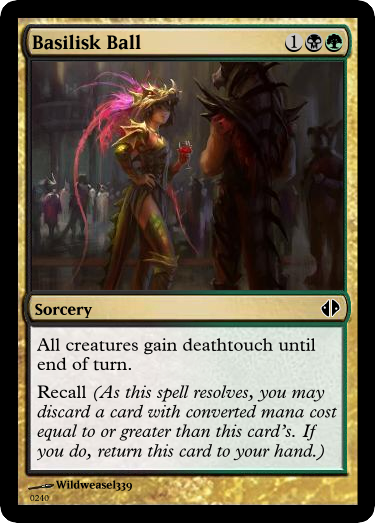 Basilisk Ball 1
Sorcery
All creatures gain deathtouch until
end of turn.
Recall (As this spell resolves, you may
discard a card with converted mana cost
equal to or greater than this card's. If
you do, return this card to your hand.)
Wildweasel339
0240